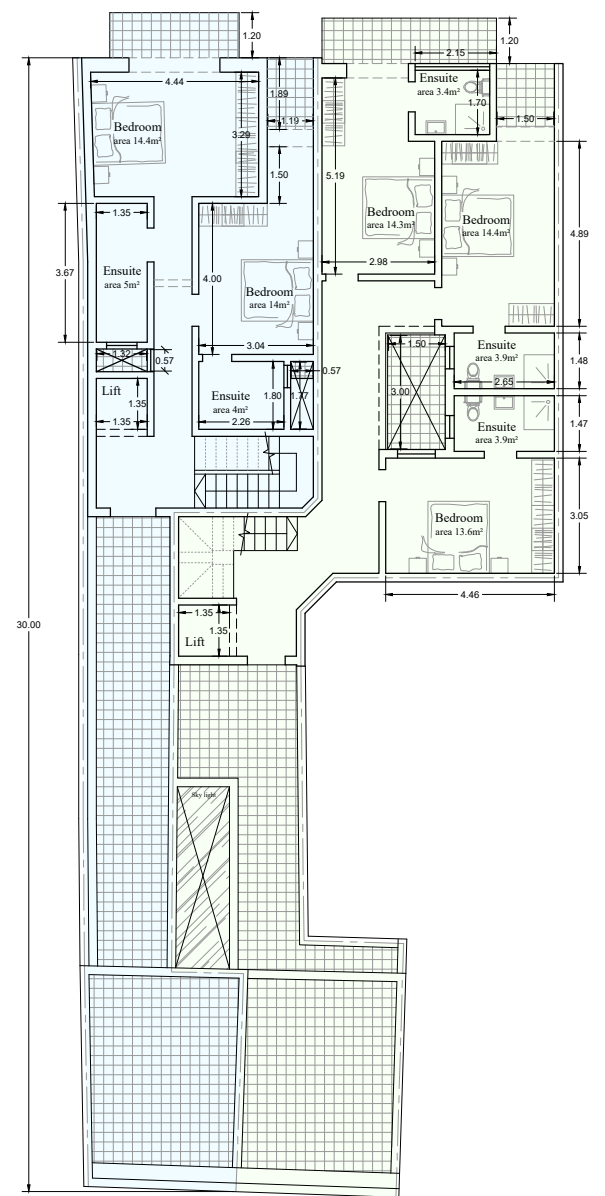 1.20
1.20
2.15
4.44
Ensuite
area 3.4m²
1.70
1.89
1.19
1.50
Bedroom
area 14.4m²
3.29
1.50
5.19
4.89
1.35
Bedroom
area 14.3m²
Bedroom
area 14.4m²
3.67
Ensuite
area 5m²
4.00
Bedroom
area 14m²
2.98
3.04
1.32
0.57
1.50
Ensuite
area 3.9m²
1.48
0.57
2.65
Lift
1.35
1.35
Ensuite
area 4m²
1.80
1.77
2.26
3.00
Ensuite
area 3.9m²
1.47
Bedroom
area 13.6m²
3.05
4.46
1.35
1.35
Lift
30.00
Sky light